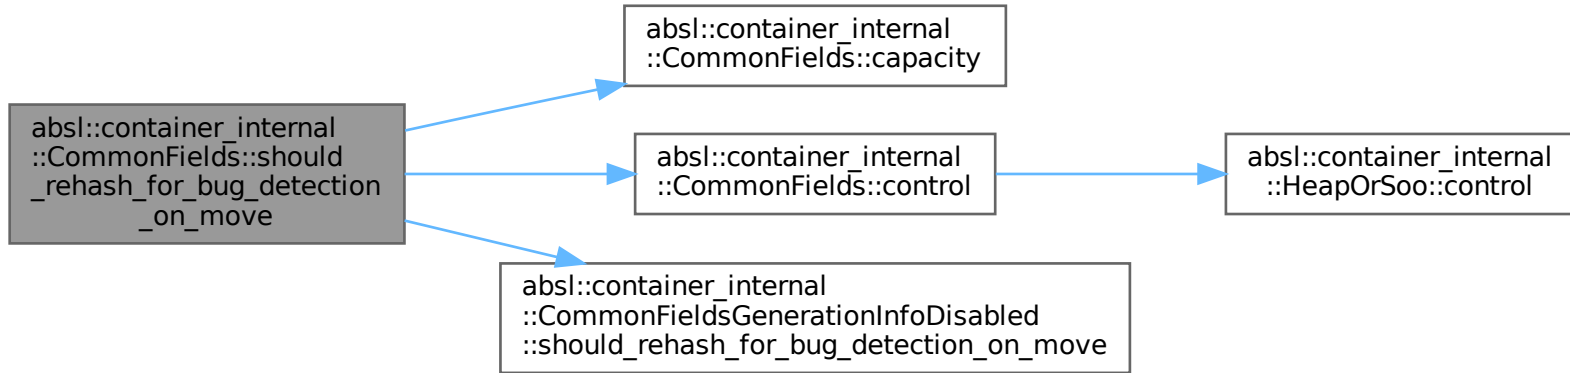 absl::container_internal
::CommonFields::should
_rehash_for_bug_detection
_on_move
absl::container_internal
::CommonFields::capacity
absl::container_internal
::CommonFields::control
absl::container_internal
::HeapOrSoo::control
absl::container_internal
::CommonFieldsGenerationInfoDisabled
::should_rehash_for_bug_detection_on_move